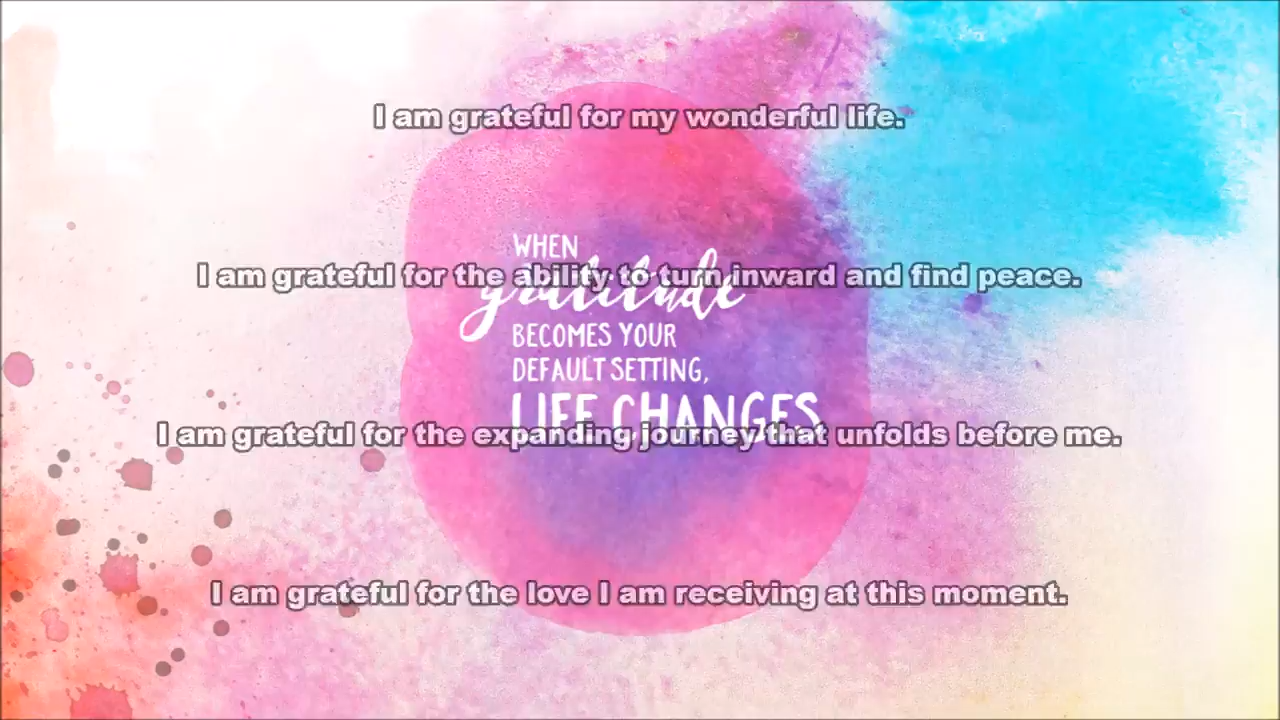 I am grateful for my wonderful life.
WHEN
I am grateful for the ability to turn inward and find peace.
gratitude
BECOMES YOUR
DEFAULT SETTING,
LIFE CHANGES
I am grateful for the expanding journey that unfolds before me.
I am grateful for the love I am receiving at this moment.